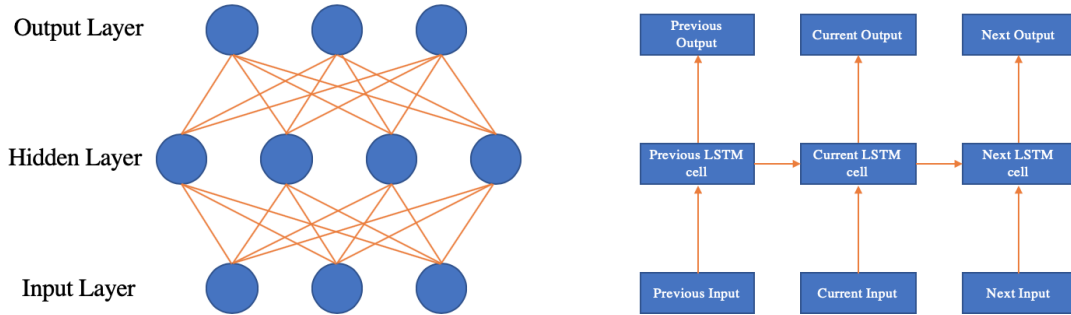 Output Layer
Hidden Layer
Input Layer
Previous
Output
Current Output
Next Output
Previous LSTM
cell
Current LSTM
cell
Next LSTM
cell
Previous Input
Current Input
Next Input